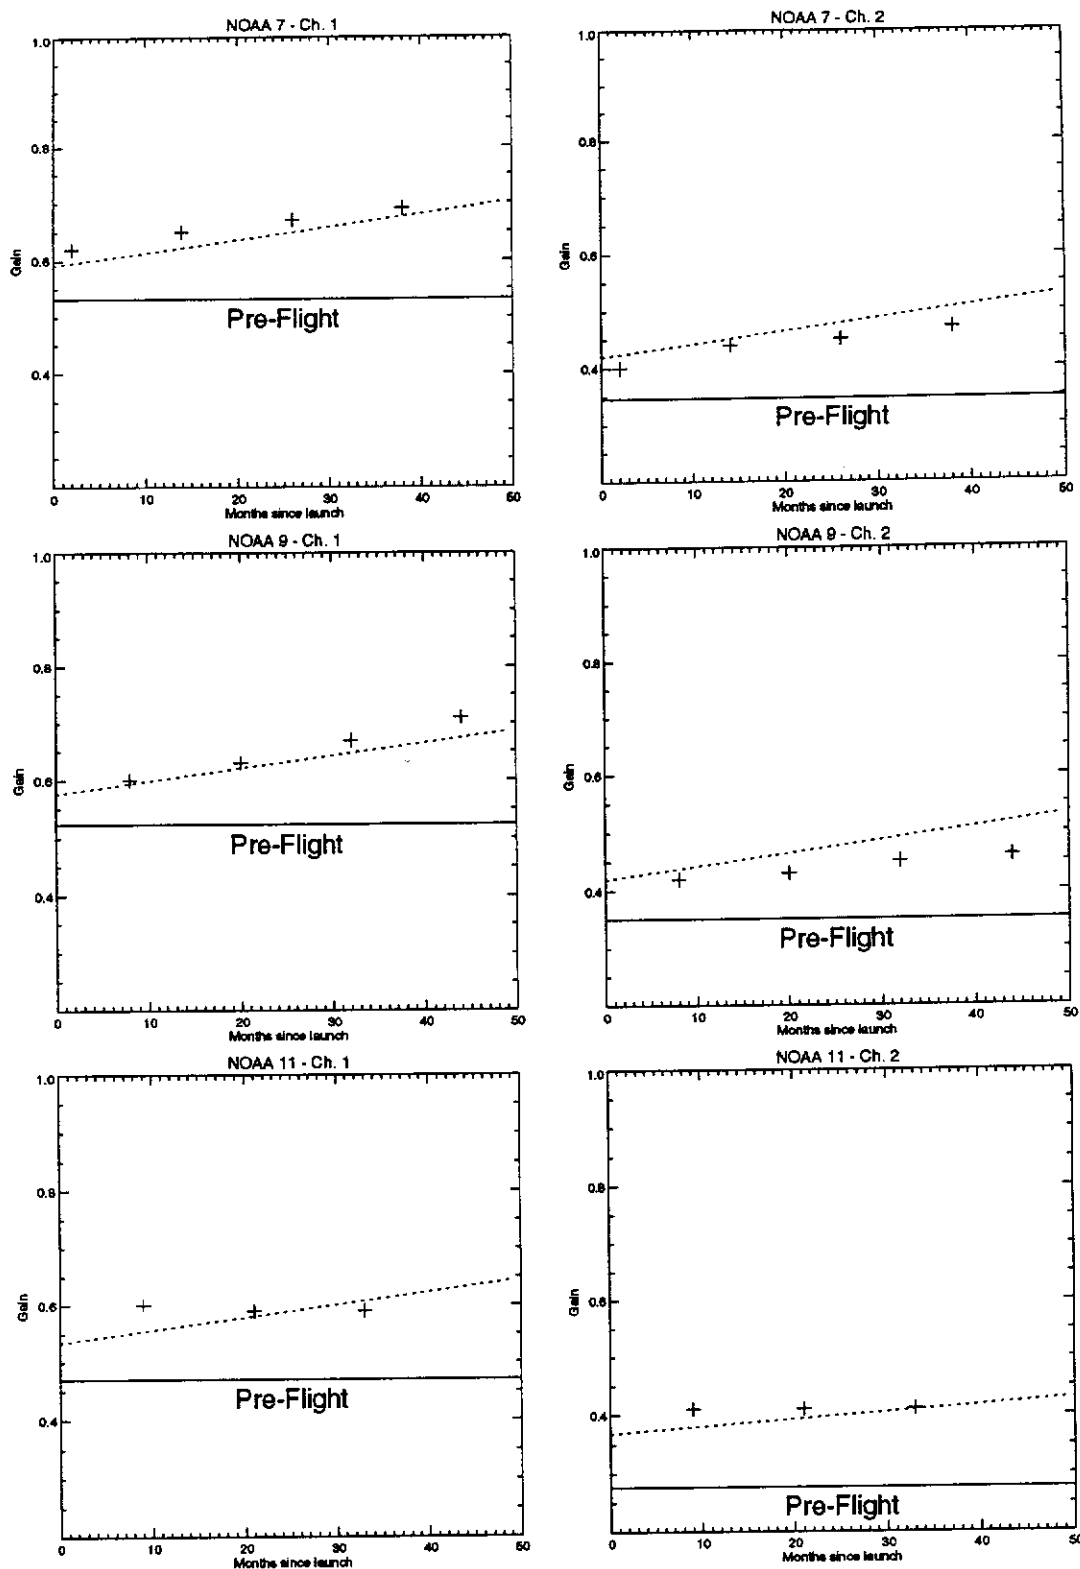 NOAA 7 - Ch. 1
1.0
0.8
Gain
0.6
Pre-Flight
0.4
0 10 20 30 40 50
Months since launch
NOAA 7 - Ch. 2
1.0
0.8
Gain
0.6
0.4
Pre-Flight
0 10 20 30 40 50
Months since launch
NOAA 9 - Ch. 1
1.0
0.8
Gain
0.6
Pre-Flight
0.4
0 10 20 30 40 50
Months since launch
NOAA 9 - Ch. 2
1.0
0.8
Gain
0.6
0.4
Pre-Flight
0 10 20 30 40 50
Months since launch
NOAA 11 - Ch. 1
1.0
0.8
Gain
0.6
Pre-Flight
0.4
0 10 20 30 40 50
Months since launch
NOAA 11 - Ch. 2
1.0
0.8
Gain
0.6
0.4
Pre-Flight
0 10 20 30 40 50
Months since launch